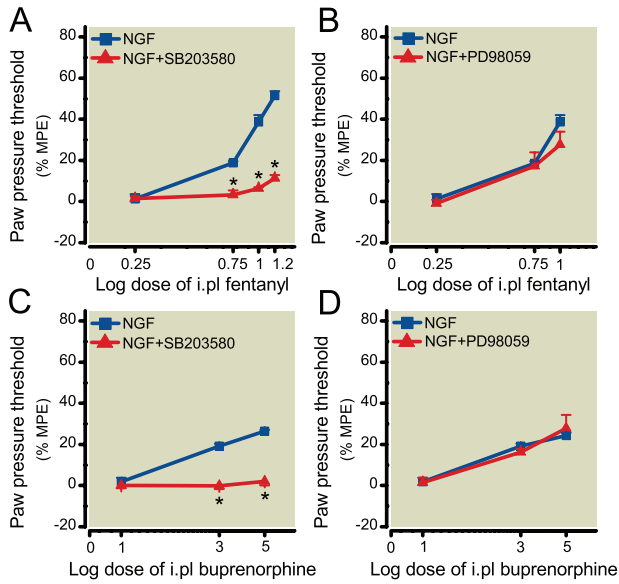 A
Paw pressure threshold
(% MPE)
80
60
40
20
0
-20
NGF
NGF+SB203580
*
*
*
0
0.25
0.75
1
1.2
Log dose of i.pl fentanyl
B
Paw pressure threshold
(% MPE)
80
60
40
20
0
-20
NGF
NGF+PD98059
0
0.25
0.75
1
Log dose of i.pl fentanyl
C
Paw pressure threshold
(% MPE)
80
60
40
20
0
-20
NGF
NGF+SB203580
*
*
0
1
3
5
Log dose of i.pl buprenorphine
D
Paw pressure threshold
(% MPE)
80
60
40
20
0
-20
NGF
NGF+PD98059
0
1
3
5
Log dose of i.pl buprenorphine